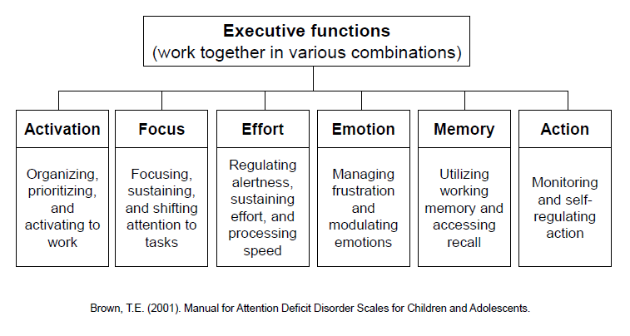 Executive functions
(work together in various combinations)
Activation
Focus
Effort
Emotion
Memory
Action
Organizing,
prioritizing,
and
activating to
work
Focusing,
sustaining,
and shifting
attention to
tasks
Regulating
alertness,
sustaining
effort, and
processing
speed
Managing
frustration
and
modulating
emotions
Utilizing
working
memory and
accessing
recall
Monitoring
and self-
regulating
action
Brown, T.E. (2001). Manual for Attention Deficit Disorder Scales for Children and Adolescents.